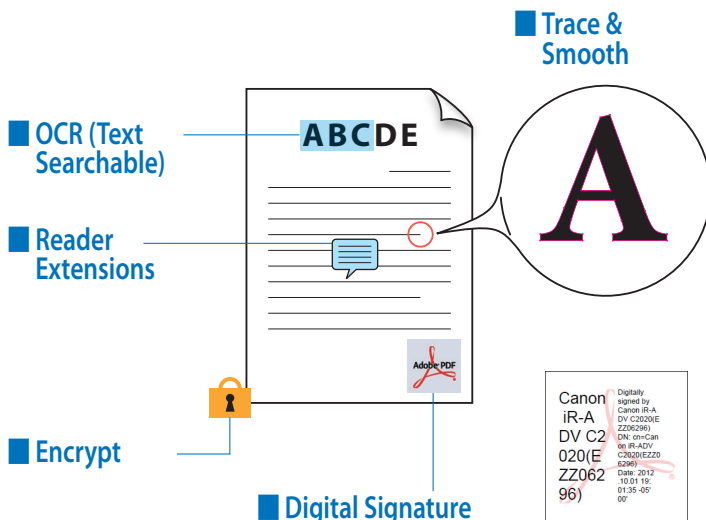 Trace &
Smooth
OCR (Text
Searchable)
ABCDE
A
Reader
Extensions
Adobe PDF
Encrypt
Digital Signature
Canon
iR-A
DV C2
020(E
ZZ062
96)
Digitally
signed by
Canon iR-A
DV C2020(E
ZZ06296)
DN: cn=Can
on iR-ADV
C2020(EZZ0
6296)
Date: 2012
.10.01 19:
01:35 -05'
00'